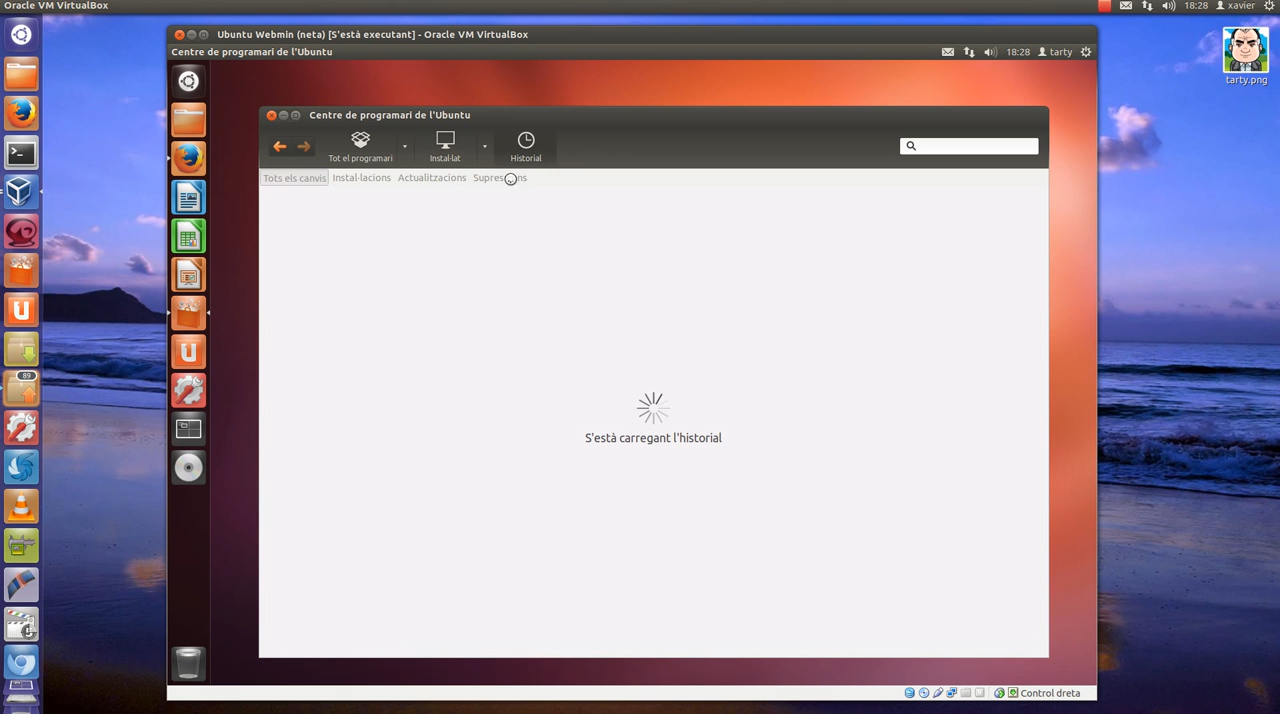 Oracle VM VirtualBox
18:28 xavier
Ubuntu Webmin (neta) [S'està executant] - Oracle VM VirtualBox
Centre de programari de l'Ubuntu
18:28 tarty
tarty.png
Centre de programari de l'Ubuntu
Tot el programari Instal·lat Historial
Tots els canvis Instal·lacions Actualitzacions Supressions
89
S'està carregant l'historial
Control dreta